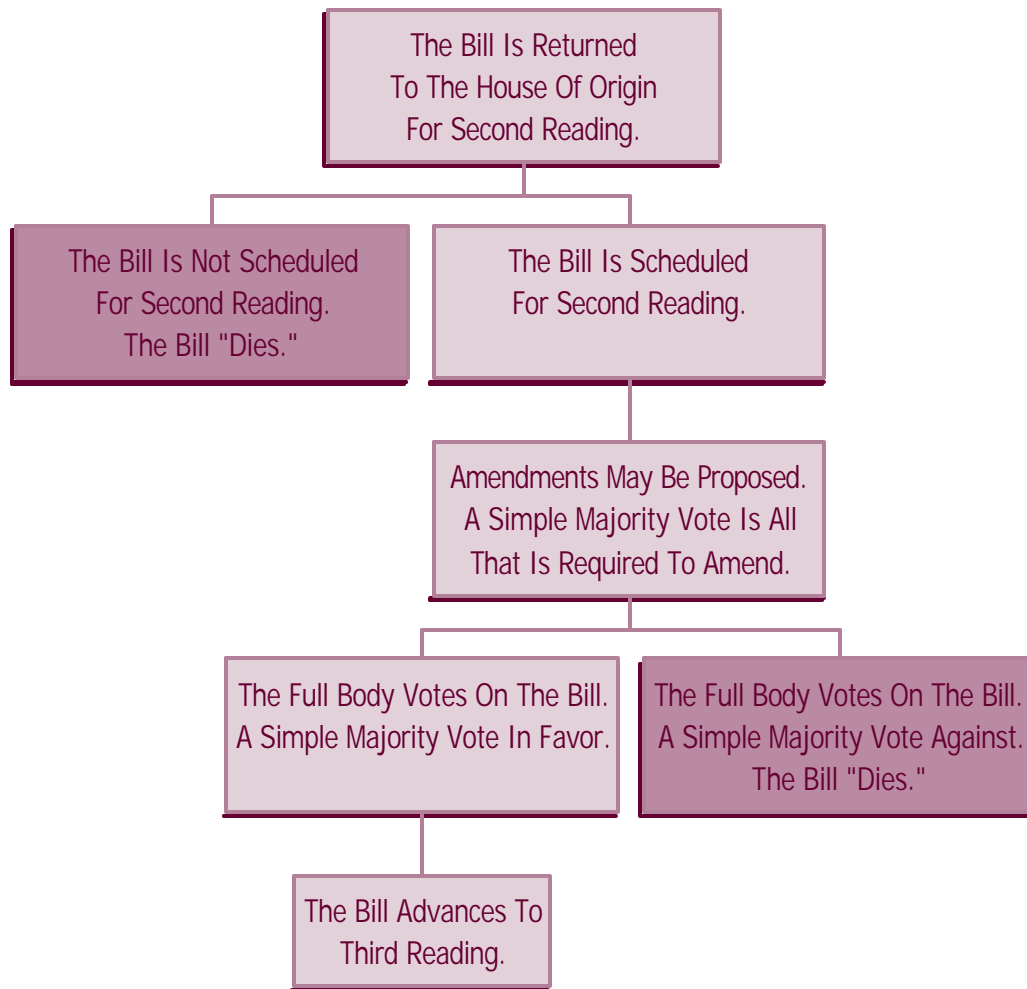 The Bill Is Returned
To The House Of Origin
For Second Reading.
The Bill Is Not Scheduled
For Second Reading.
The Bill "Dies."
The Bill Is Scheduled
For Second Reading.
Amendments May Be Proposed.
A Simple Majority Vote Is All
That Is Required To Amend.
The Full Body Votes On The Bill.
A Simple Majority Vote In Favor.
The Full Body Votes On The Bill.
A Simple Majority Vote Against.
The Bill "Dies."
The Bill Advances To
Third Reading.